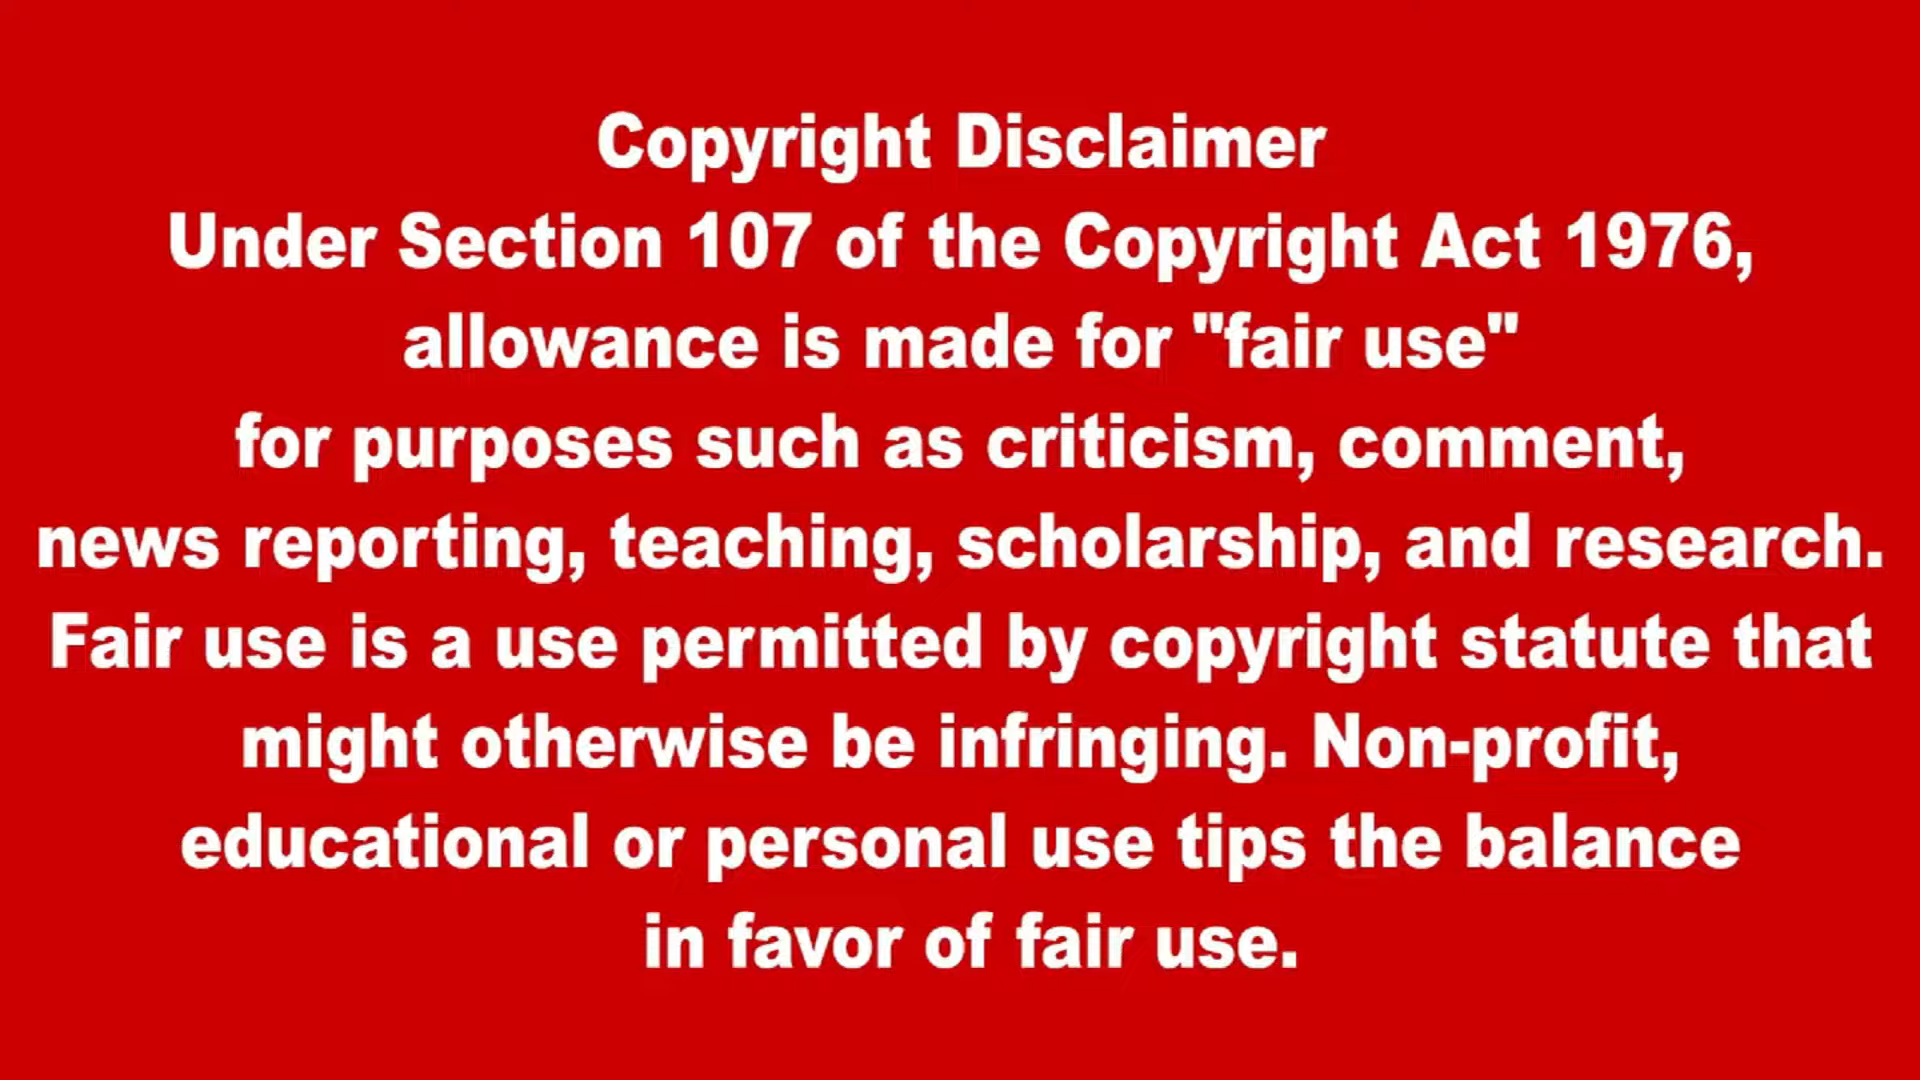 Copyright Disclaimer
Under Section 107 of the Copyright Act 1976,
allowance is made for "fair use"
for purposes such as criticism, comment,
news reporting, teaching, scholarship, and research.
Fair use is a use permitted by copyright statute that
might otherwise be infringing. Non-profit,
educational or personal use tips the balance
in favor of fair use.